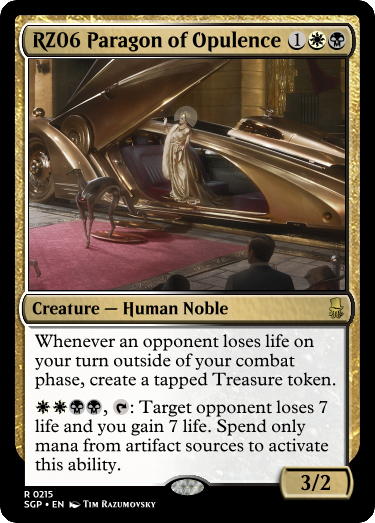 RZ06 Paragon of Opulence 1
Creature — Human Noble
Whenever an opponent loses life on
your turn outside of your combat
phase, create a tapped Treasure token.
, : Target opponent loses 7
life and you gain 7 life. Spend only
mana from artifact sources to activate
this ability.
3/2
R 0215
SGP • EN Tim Razumovsky